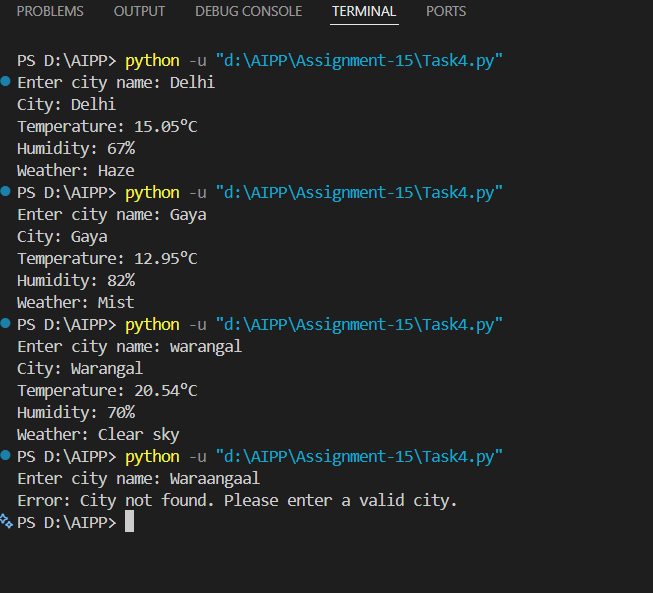 PROBLEMS OUTPUT DEBUG CONSOLE TERMINAL PORTS
PS D:\AIPP> python -u "d:\AIPP\Assignment-15\Task4.py"
Enter city name: Delhi
City: Delhi
Temperature: 15.05°C
Humidity: 67%
Weather: Haze
PS D:\AIPP> python -u "d:\AIPP\Assignment-15\Task4.py"
Enter city name: Gaya
City: Gaya
Temperature: 12.95°C
Humidity: 82%
Weather: Mist
PS D:\AIPP> python -u "d:\AIPP\Assignment-15\Task4.py"
Enter city name: warangal
City: Warangal
Temperature: 20.54°C
Humidity: 70%
Weather: Clear sky
PS D:\AIPP> python -u "d:\AIPP\Assignment-15\Task4.py"
Enter city name: Waraangaal
Error: City not found. Please enter a valid city.
PS D:\AIPP>